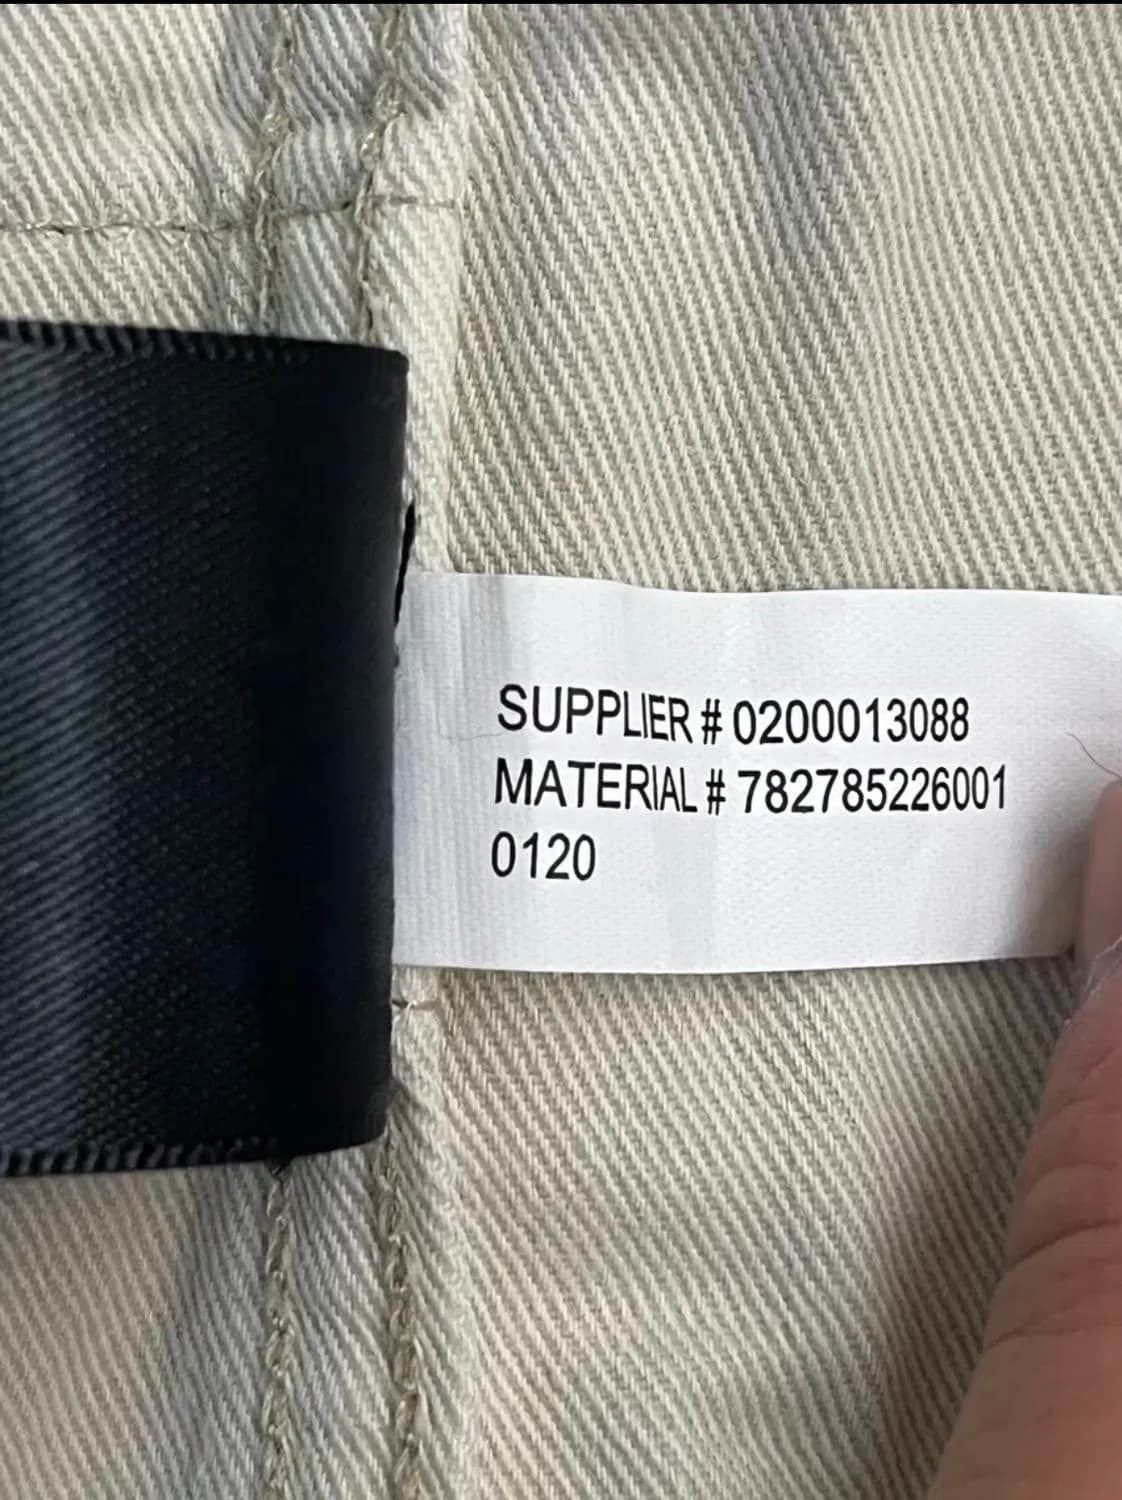 SUPPLIER # 0200013088
MATERIAL # 782785226001
0120